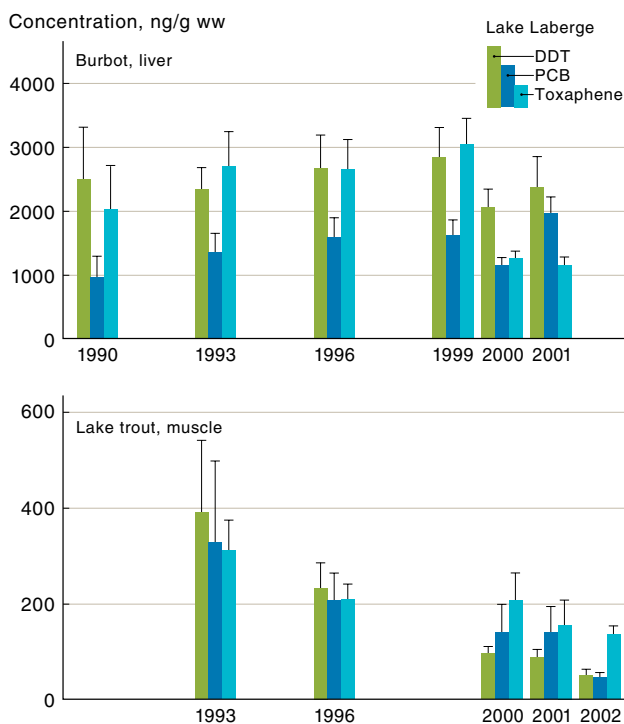 Concentration, ng/g ww
Lake Laberge
DDT
PCB
Toxaphene
Burbot, liver
4000
3000
2000
1000
0
1990 1993 1996 1999 2000 2001
Lake trout, muscle
600
400
200
0
1993 1996 2000 2001 2002